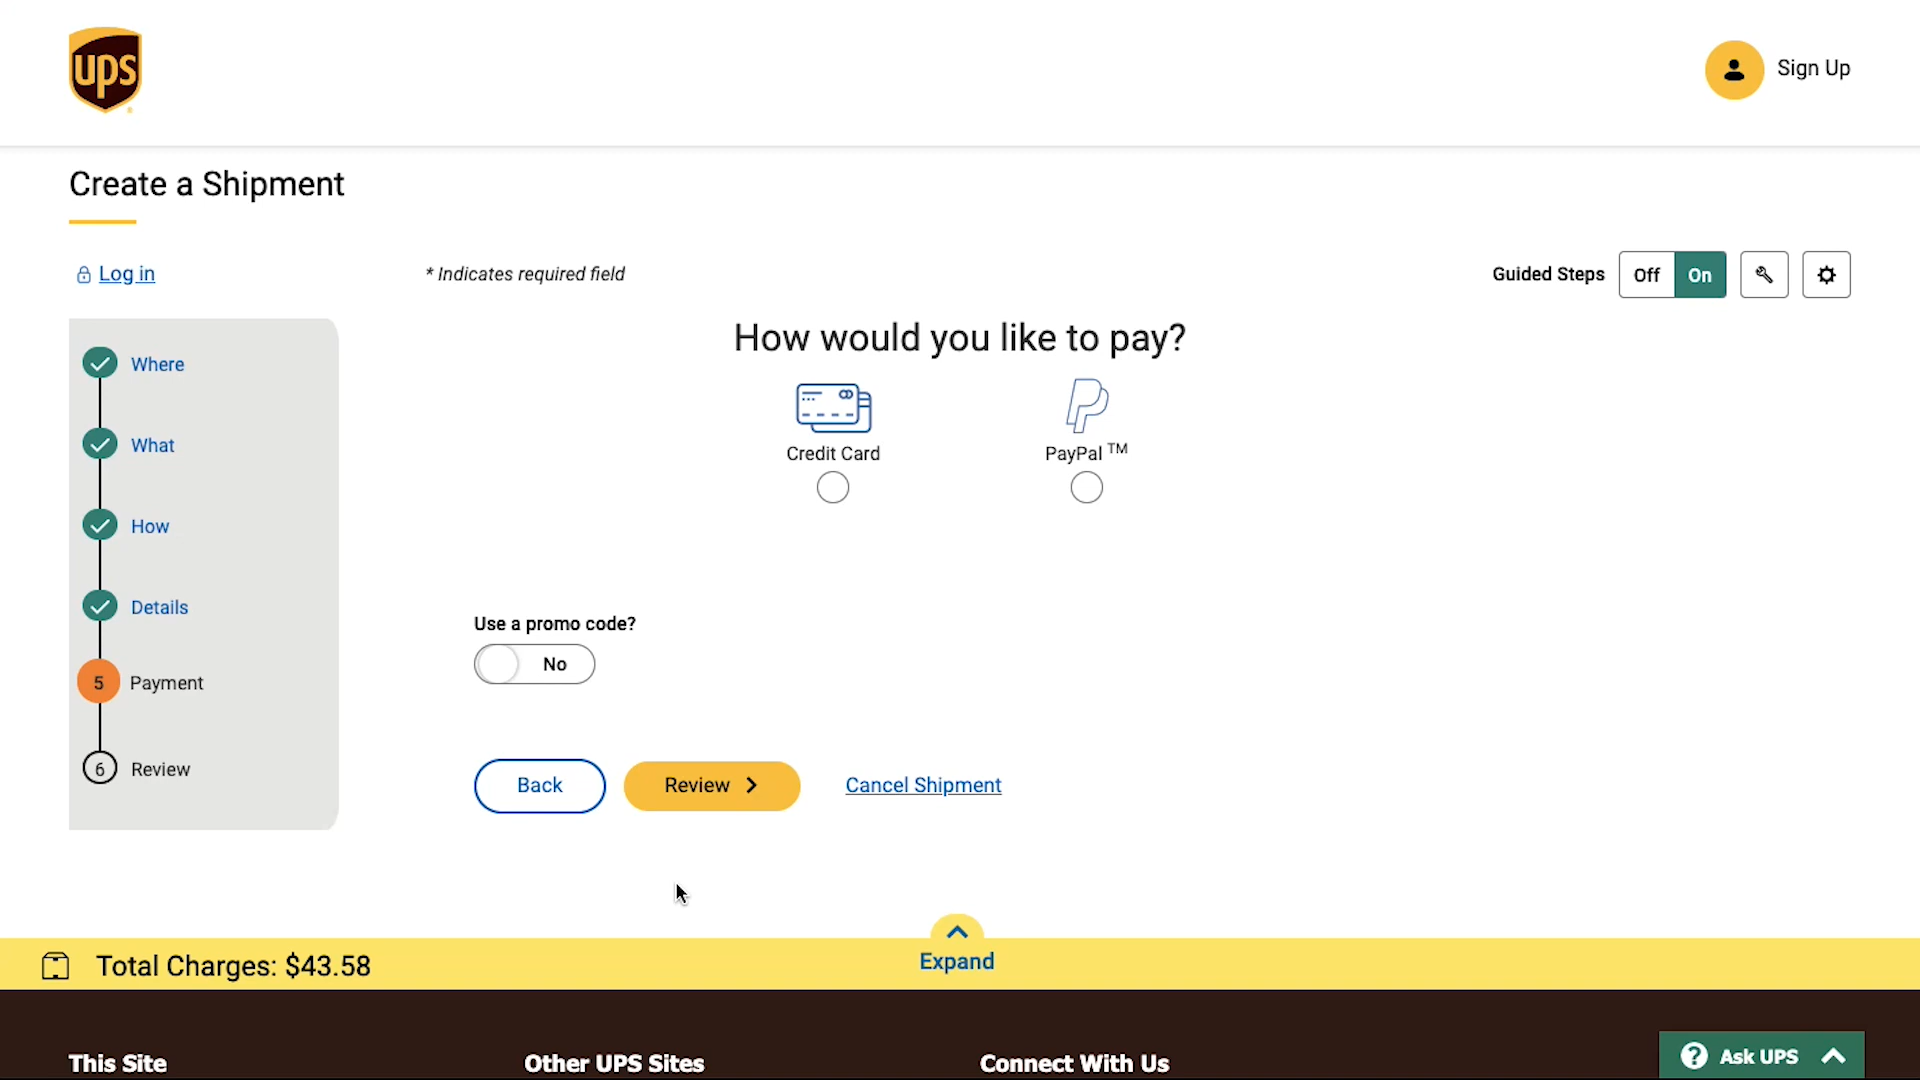 ups
Sign Up
Create a Shipment
Log in
* Indicates required field
Guided Steps
Off
On
How would you like to pay?
Credit Card
PayPal ™
Where
What
How
Details
5 Payment
6 Review
Use a promo code?
No
Back
Review
Cancel Shipment
Total Charges: $43.58
Expand
This Site
Other UPS Sites
Connect With Us
? Ask UPS